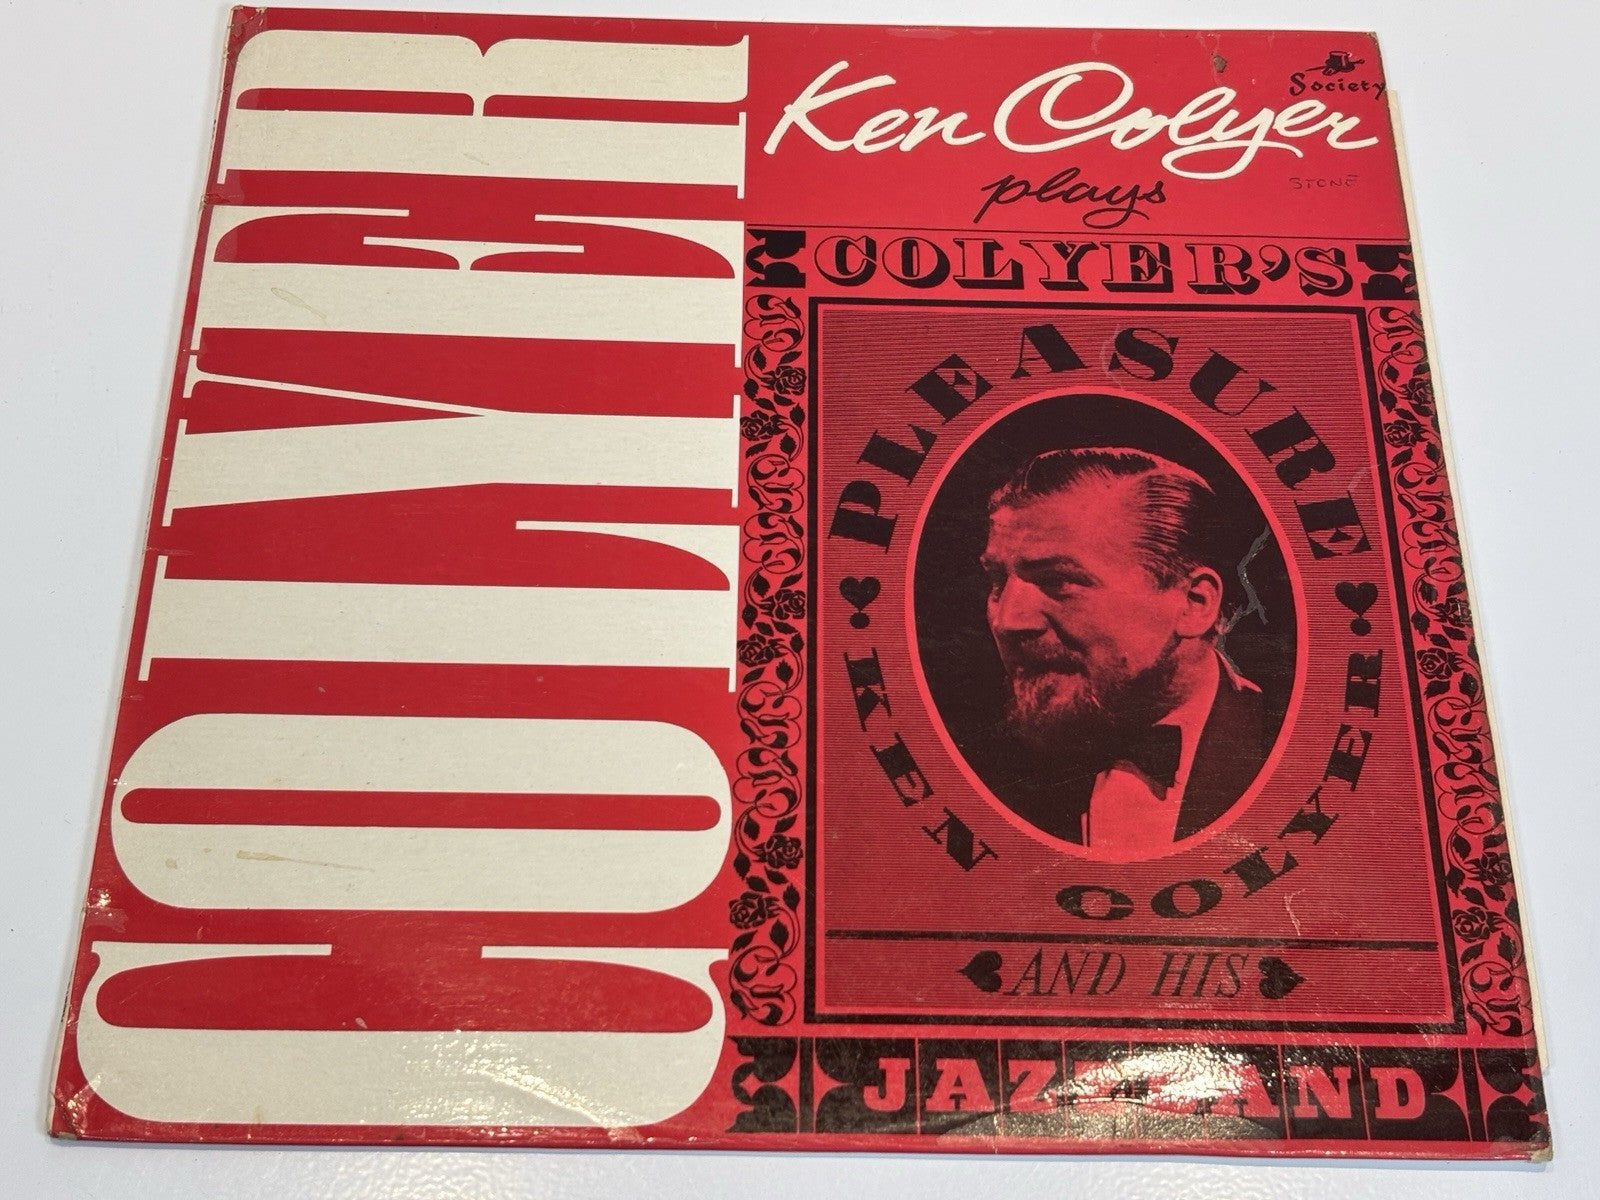 COLYER
Society
Ken Colyer
STONE
plays
COLYER'S
PLEASURE
KEN COLYER
AND HIS
JAZZ BAND